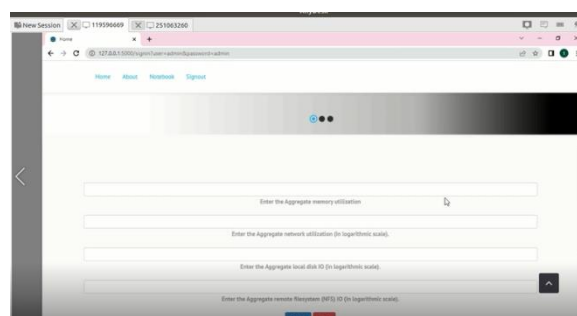 New Session 119596669 251063260
Home
127.0.0.1:5000/signin?user=admin&password=admin
Home About Notebook Signout
Enter the Aggregate memory utilisation
Enter the Aggregate network utilization (in logarithmic scale).
Enter the Aggregate local disk IO (in logarithmic scale).
Enter the Aggregate remote filesystem (NFS) IO (in logarithmic scale).